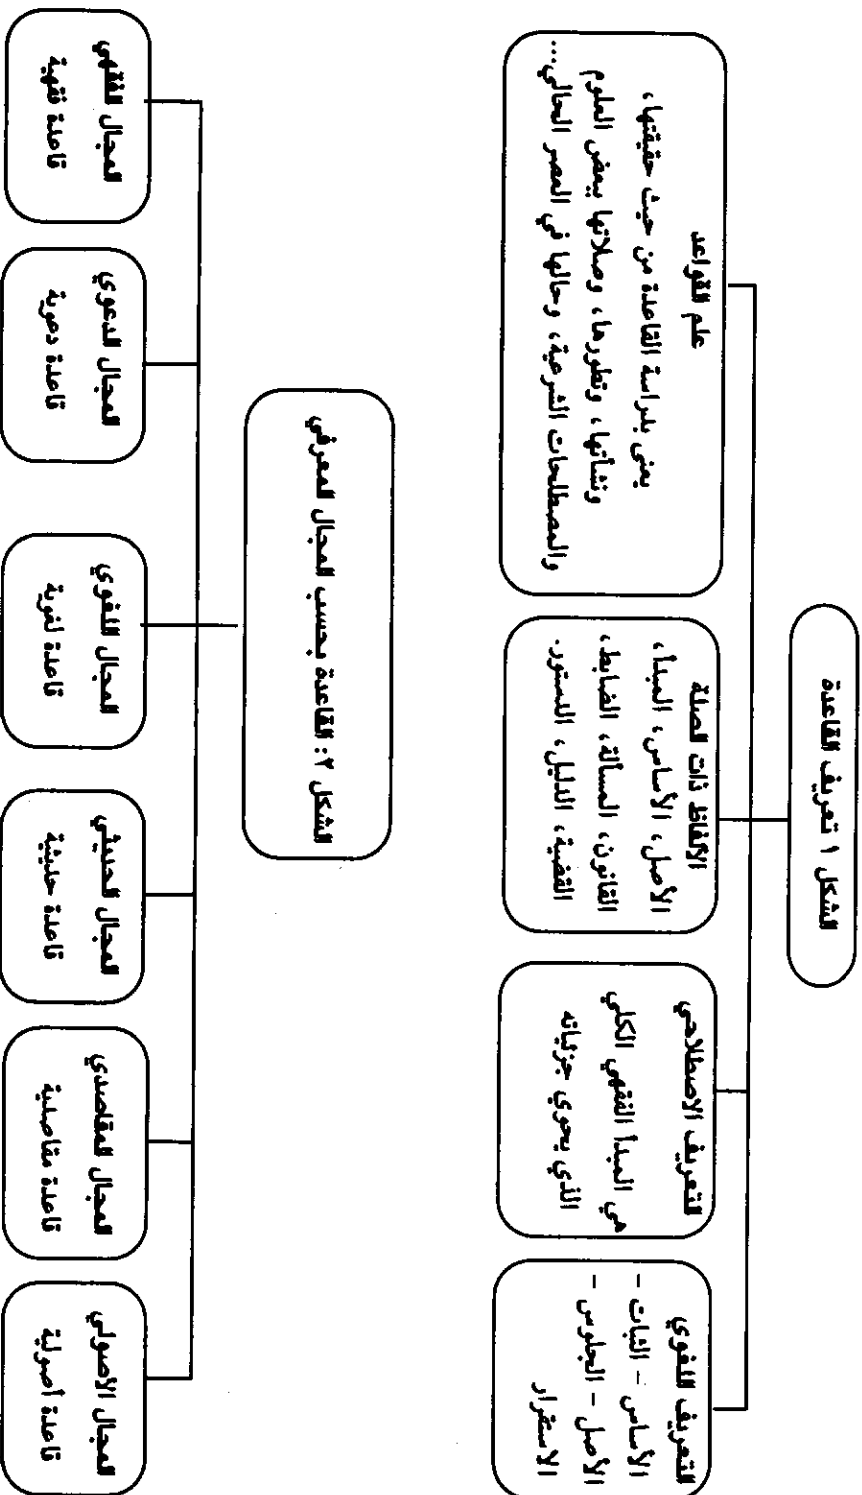 الشكل ١ تعريف القاعدة
التعريف اللغوي
الأساس - الثبات -
الأصل - الجلوس -
الاستقرار
التعريف الاصطلاحي
هي المبدأ الفقهي الكلي
الذي يحوي جزئياته
الألفاظ ذات الصلة
الأصل، الأساس، المبدأ،
القانون، المسألة، الضابط،
القضية، الدليل، الدستور.
علم القواعد
يعنى بدراسة القاعدة من حيث حقيقتها،
ونشأتها، وتطورها، وصلاتها ببعض العلوم
والمصطلحات الشرعية، وحالها في العصر الحالي...
الشكل ٢: القاعدة بحسب المجال المعرفي
المجال الأصولي
قاعدة أصولية
المجال المقاصدي
قاعدة مقاصدية
المجال الحديثي
قاعدة حديثية
المجال اللغوي
قاعدة لغوية
المجال الدعوي
قاعدة دعوية
المجال الفقهي
قاعدة فقهية